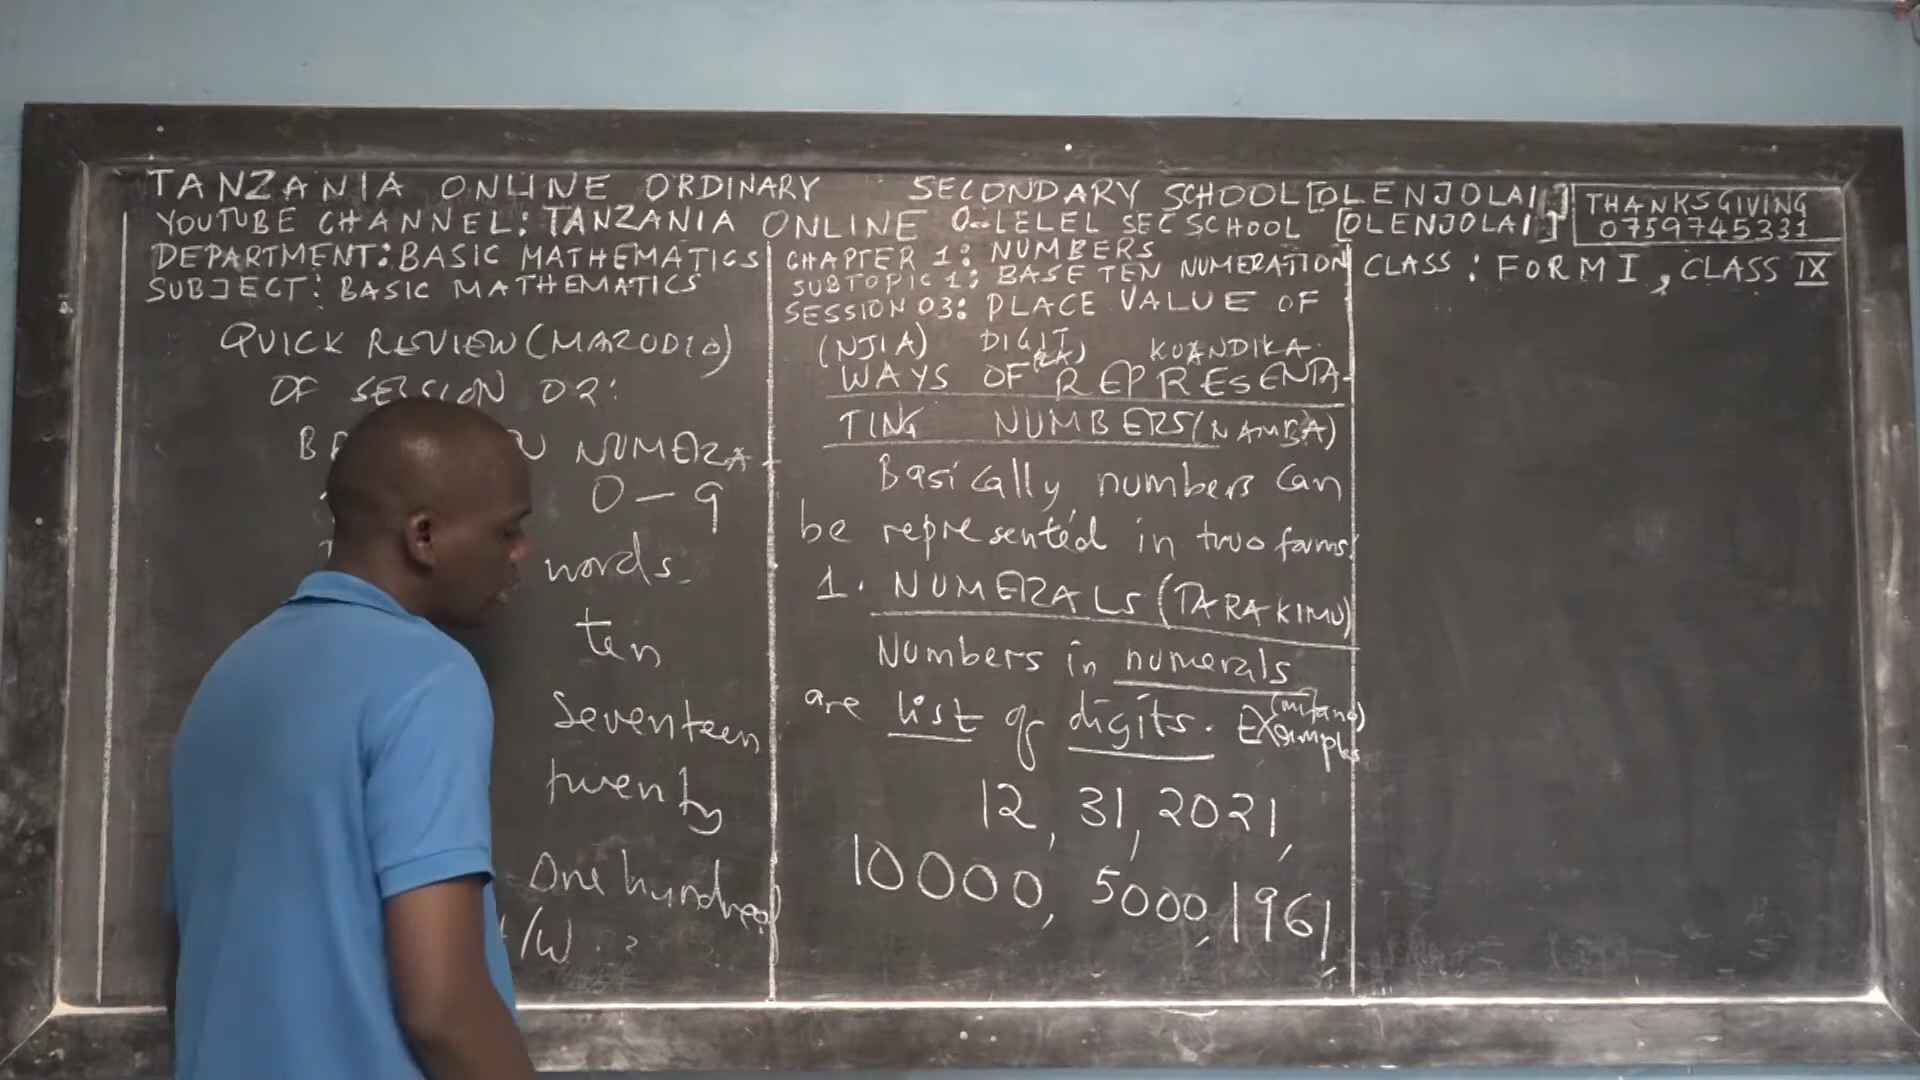 TANZANIA ONLINE ORDINARY SECONDARY SCHOOL [OLENJOLAI]
YOUTUBE CHANNEL: TANZANIA ONLINE O-LELEL SEC SCHOOL [OLENJOLAI]
THANKSGIVING
0759745331
DEPARTMENT: BASIC MATHEMATICS
SUBJECT: BASIC MATHEMATICS
QUICK REVIEW (MAZUDIO)
OF SESSION 02:
NUMERA-
0-9
words.
ten
seventeen
twenty
One hundred
/W.
CHAPTER 1: NUMBERS
SUBTOPIC 1: BASE TEN NUMERATION
SESSION 03: PLACE VALUE OF
DIGIT
(NJIA) (ZA) KUANDIKA
WAYS OF REPRESENTA-
TING NUMBERS (NAMBA)
Basically, numbers can
be represented in two forms:
1. NUMERALS (TARAKIMU)
Numbers in numerals
are list of digits. Examples
(mifano)
12, 31, 2021,
10000, 5000, 1961,
CLASS: FORM I, CLASS IX